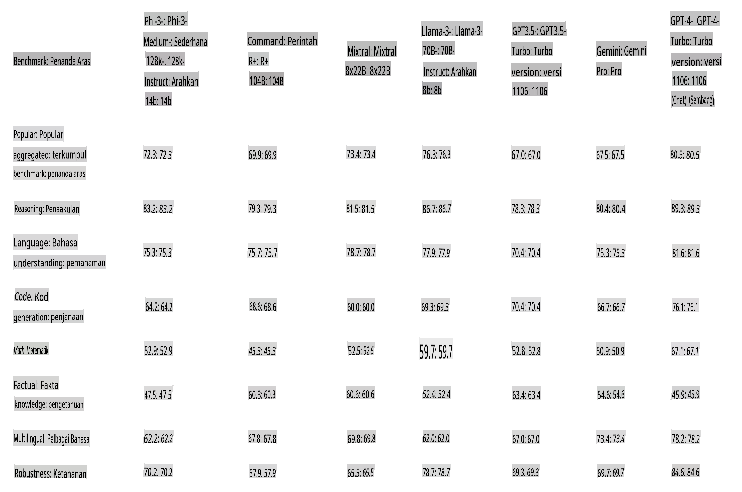 Benchmark: Penanda Aras
Phi-3-: Phi-3-
Medium-: Sederhana
128k-: 128k-
Instruct: Arahkan
14b: 14b
Command: Perintah
R+: R+
104B: 104B
Mixtral: Mixtral
8x22B: 8x22B
Llama-3-: Llama-3-
70B-: 70B-
Instruct: Arahkan
8b: 8b
GPT3.5-: GPT3.5-
Turbo: Turbo
version: versi
1106: 1106
Gemini: Gemini
Pro: Pro
GPT-4-: GPT-4-
Turbo: Turbo
version: versi
1106: 1106
(Chat): (Sembang)
Popular: Popular
aggregated: terkumpul
benchmark: penanda aras
72.3: 72.3
69.9: 69.9
73.4: 73.4
76.3: 76.3
67.0: 67.0
67.5: 67.5
80.5: 80.5
Reasoning: Penaakulan
83.2: 83.2
79.3: 79.3
81.5: 81.5
86.7: 86.7
78.3: 78.3
80.4: 80.4
89.3: 89.3
Language: Bahasa
understanding: pemahaman
75.3: 75.3
75.7: 75.7
78.7: 78.7
77.9: 77.9
70.4: 70.4
75.3: 75.3
81.6: 81.6
Code: Kod
generation: penjanaan
64.2: 64.2
68.6: 68.6
60.0: 60.0
69.3: 69.3
70.4: 70.4
66.7: 66.7
76.1: 76.1
52.9: 52.9
45.3: 45.3
52.5: 52.5
59.7: 59.7
52.8: 52.8
50.9: 50.9
67.1: 67.1
Factual: Fakta
knowledge: pengetahuan
47.5: 47.5
60.3: 60.3
60.6: 60.6
52.4: 52.4
63.4: 63.4
54.6: 54.6
45.9: 45.9
Multilingual: Pelbagai Bahasa
62.2: 62.2
67.8: 67.8
69.8: 69.8
62.0: 62.0
67.0: 67.0
73.4: 73.4
78.2: 78.2
Robustness: Ketahanan
70.2: 70.2
57.9: 57.9
65.5: 65.5
78.7: 78.7
69.3: 69.3
69.7: 69.7
84.6: 84.6